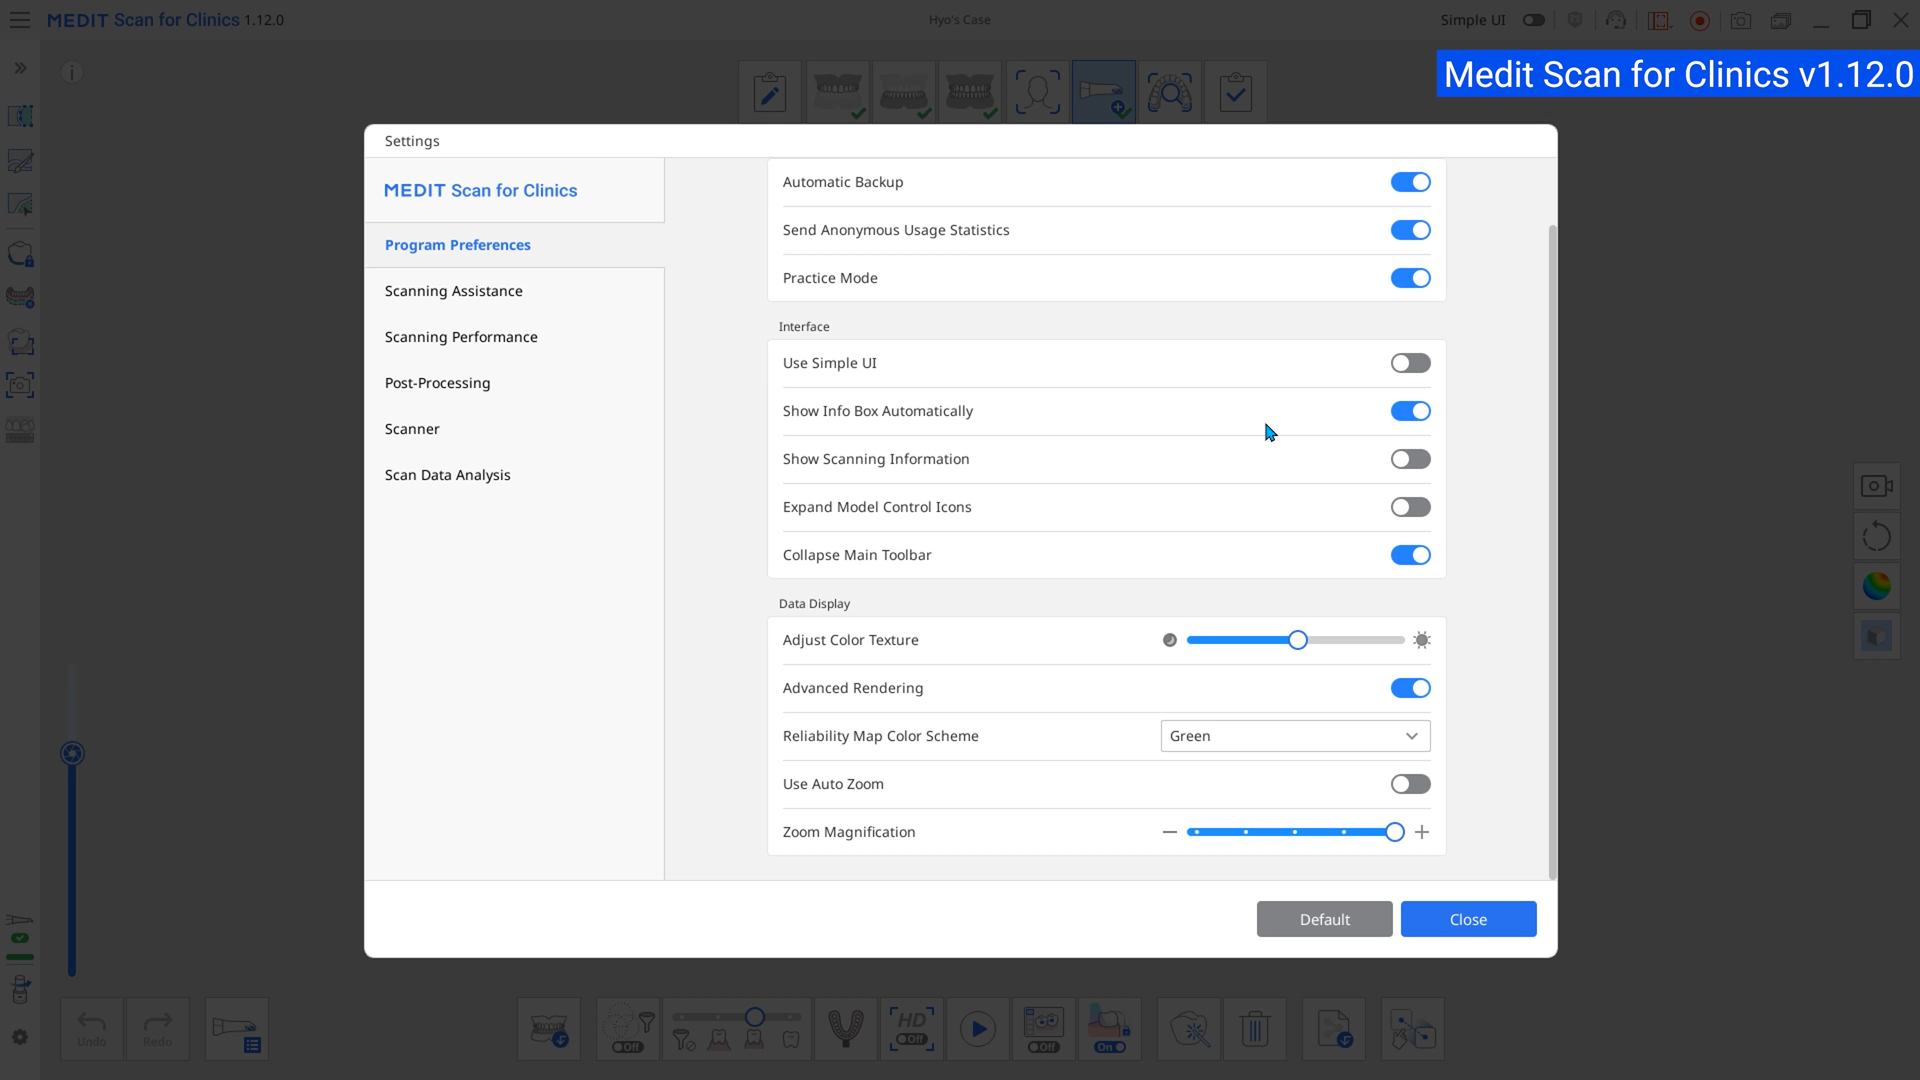 MEDIT Scan for Clinics 1.12.0
Hyo's Case
Simple UI
Medit Scan for Clinics v1.12.0
Settings
MEDIT Scan for Clinics
Program Preferences
Scanning Assistance
Scanning Performance
Post-Processing
Scanner
Scan Data Analysis
Automatic Backup
Send Anonymous Usage Statistics
Practice Mode
Interface
Use Simple UI
Show Info Box Automatically
Show Scanning Information
Expand Model Control Icons
Collapse Main Toolbar
Data Display
Adjust Color Texture
Advanced Rendering
Reliability Map Color Scheme
Green
Use Auto Zoom
Zoom Magnification
Default
Close
Undo
Redo
Off
HD
Off
Off
On